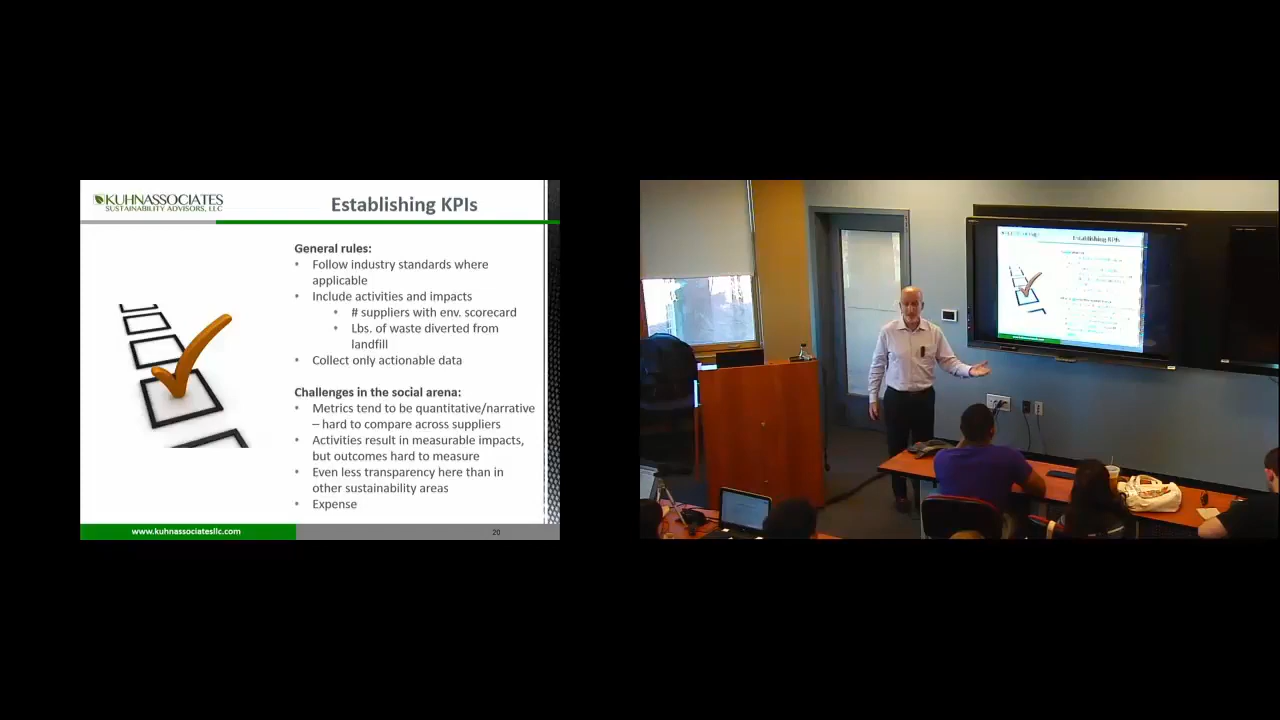 KUHNASSOCIATES
SUSTAINABILITY ADVISORS, LLC
Establishing KPIs
General rules:
• Follow industry standards where
applicable
• Include activities and impacts
• # suppliers with env. scorecard
• Lbs. of waste diverted from
landfill
• Collect only actionable data
Challenges in the social arena:
• Metrics tend to be quantitative/narrative
– hard to compare across suppliers
• Activities result in measurable impacts,
but outcomes hard to measure
• Even less transparency here than in
other sustainability areas
• Expense
www.kuhnassociatesllc.com
20
Establishing KPIs